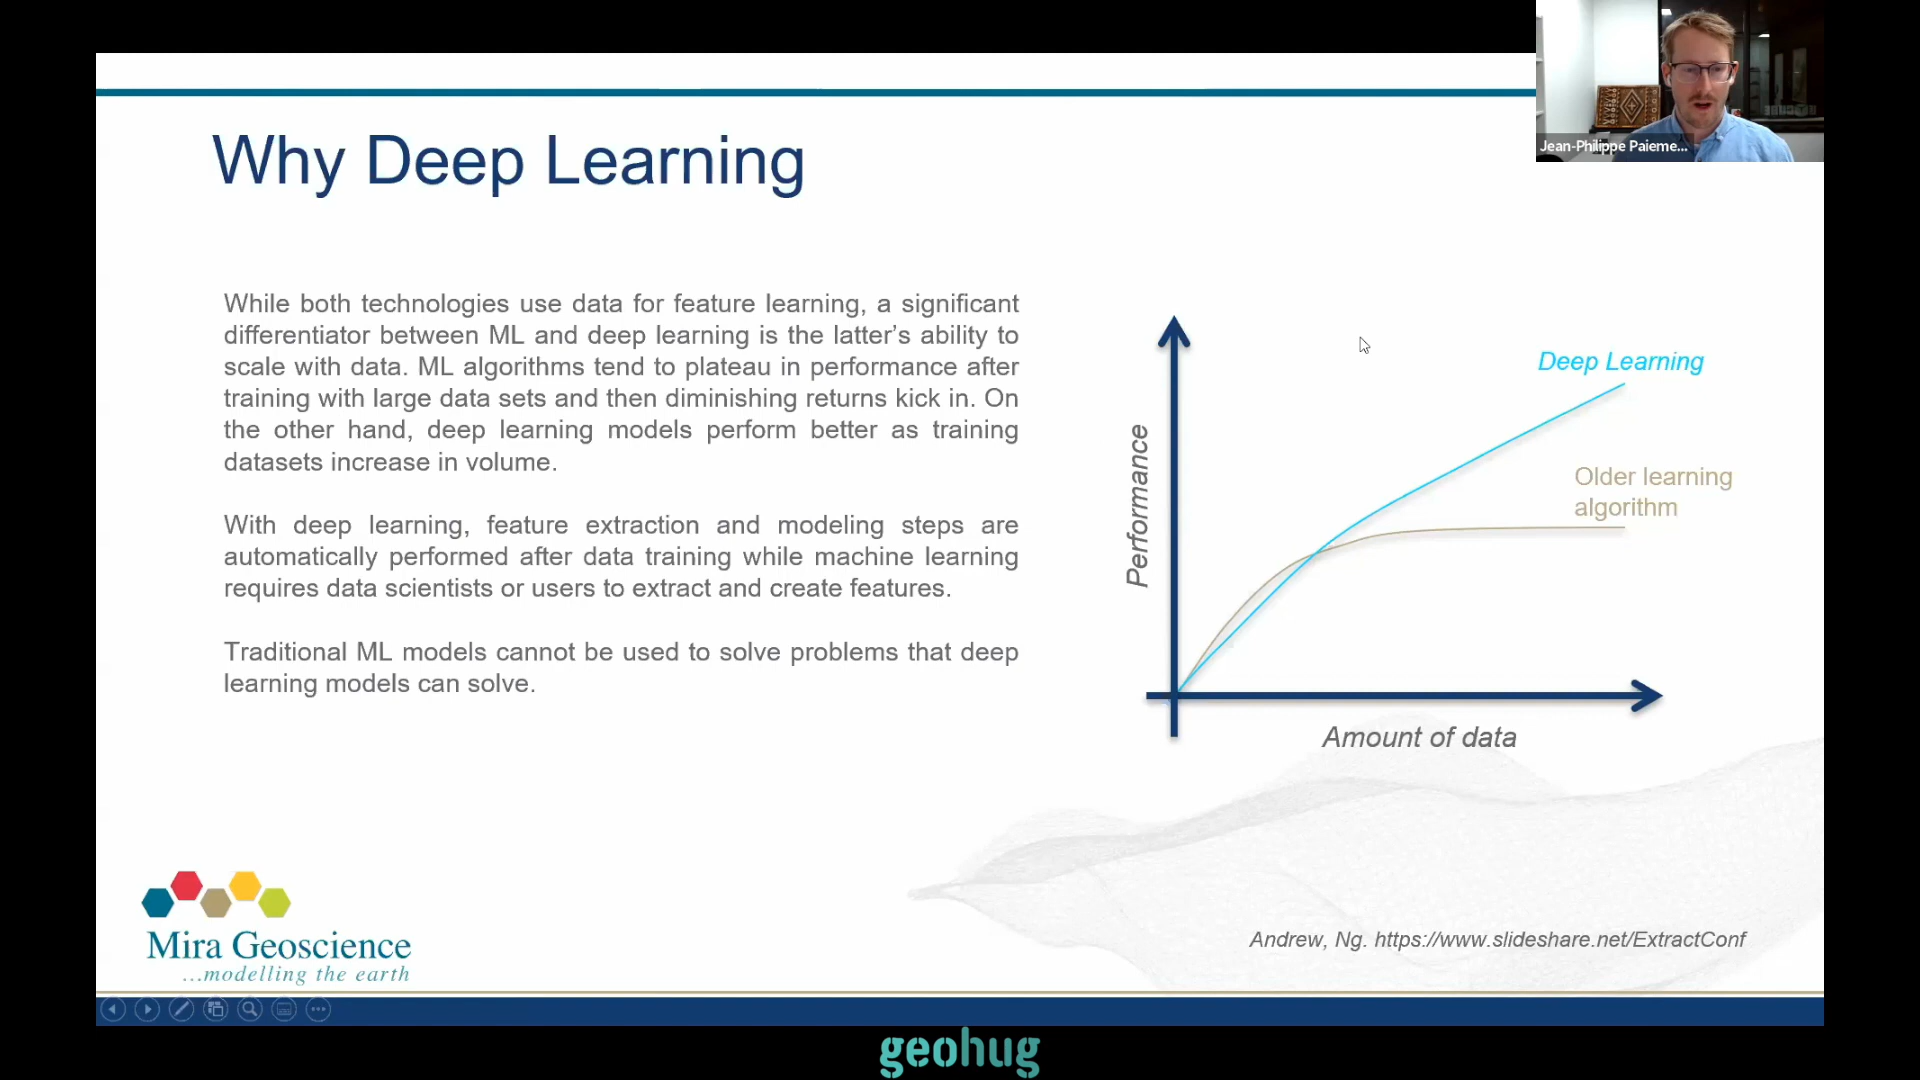 Jean-Philippe Paieme...
Why Deep Learning
While both technologies use data for feature learning, a significant
differentiator between ML and deep learning is the latter's ability to
scale with data. ML algorithms tend to plateau in performance after
training with large data sets and then diminishing returns kick in. On
the other hand, deep learning models perform better as training
datasets increase in volume.
With deep learning, feature extraction and modeling steps are
automatically performed after data training while machine learning
requires data scientists or users to extract and create features.
Traditional ML models cannot be used to solve problems that deep
learning models can solve.
Performance
Deep Learning
Older learning
algorithm
Amount of data
Andrew, Ng. https://www.slideshare.net/ExtractConf
Mira Geoscience
...modelling the earth
geohug